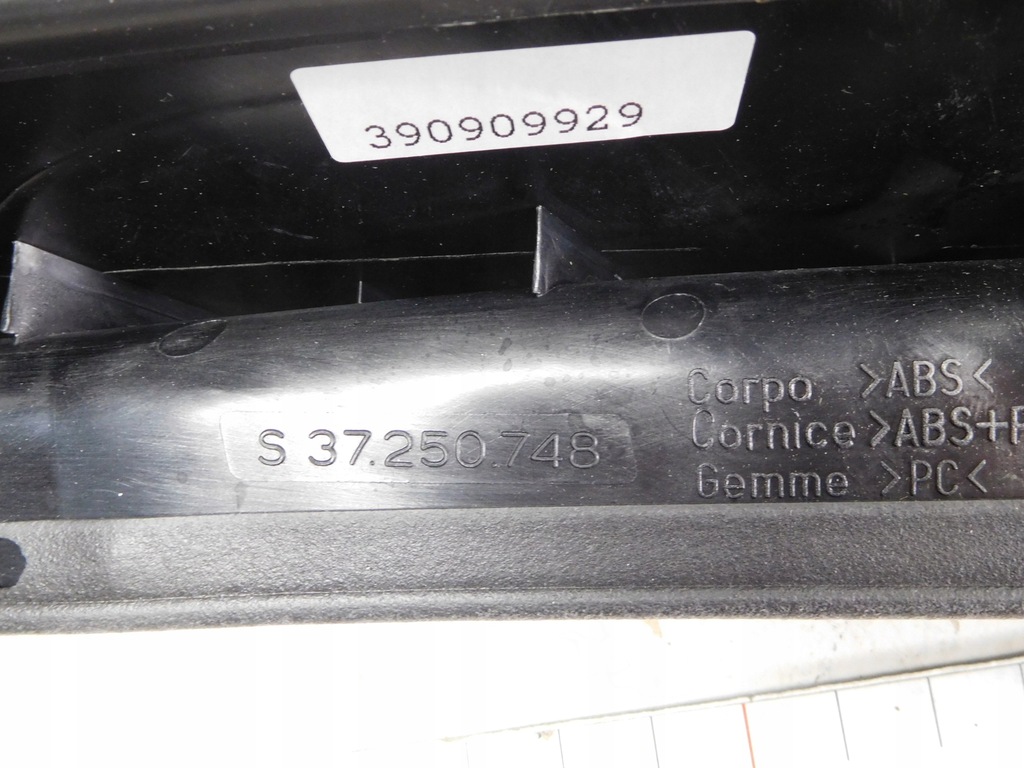 390909929
S 37.250.748
Corpo >ABS<
Cornice >ABS+P
Gemme >PC<